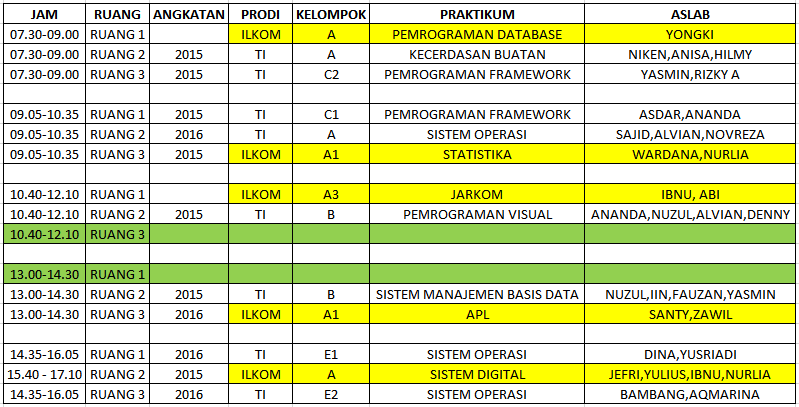 JAM RUANG ANGKATAN PRODI KELOMPOK PRAKTIKUM ASLAB
07.30-09.00 RUANG 1 ILKOM A PEMROGRAMAN DATABASE YONGKI
07.30-09.00 RUANG 2 2015 TI A KECERDASAN BUATAN NIKEN,ANISA,HILMY
07.30-09.00 RUANG 3 2015 TI C2 PEMROGRAMAN FRAMEWORK YASMIN,RIZKY A
09.05-10.35 RUANG 1 2015 TI C1 PEMROGRAMAN FRAMEWORK ASDAR,ANANDA
09.05-10.35 RUANG 2 2016 TI A SISTEM OPERASI SAJID,ALVIAN,NOVREZA
09.05-10.35 RUANG 3 2015 ILKOM A1 STATISTIKA WARDANA,NURLIA
10.40-12.10 RUANG 1 ILKOM A3 JARKOM IBNU, ABI
10.40-12.10 RUANG 2 2015 TI B PEMROGRAMAN VISUAL ANANDA,NUZUL,ALVIAN,DENNY
10.40-12.10 RUANG 3
13.00-14.30 RUANG 1
13.00-14.30 RUANG 2 2015 TI B SISTEM MANAJEMEN BASIS DATA NUZUL,IIN,FAUZAN,YASMIN
13.00-14.30 RUANG 3 2016 ILKOM A1 APL SANTY,ZAWIL
14.35-16.05 RUANG 1 2016 TI E1 SISTEM OPERASI DINA,YUSRIADI
15.40 - 17.10 RUANG 2 2015 ILKOM A SISTEM DIGITAL JEFRI,YULIUS,IBNU,NURLIA
14.35-16.05 RUANG 3 2016 TI E2 SISTEM OPERASI BAMBANG,AQMARINA